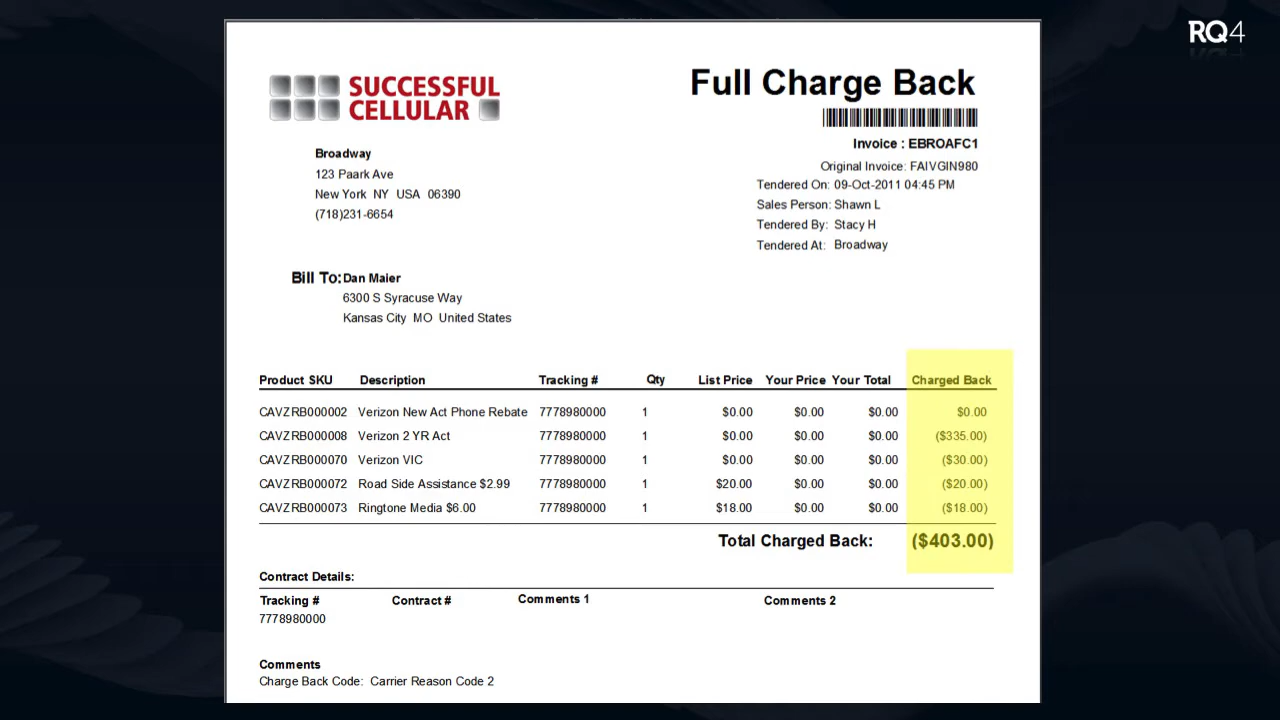 RQ4
SUCCESSFUL
CELLULAR
Full Charge Back
Invoice : EBROAFC1
Original Invoice: FAIVGIN980
Tendered On: 09-Oct-2011 04:45 PM
Sales Person: Shawn L
Tendered By: Stacy H
Tendered At: Broadway
Broadway
123 Paark Ave
New York NY USA 06390
(718)231-6654
Bill To: Dan Maier
6300 S Syracuse Way
Kansas City MO United States
Product SKU Description Tracking # Qty List Price Your Price Your Total Charged Back
CAVZRB000002 Verizon New Act Phone Rebate 7778980000 1 $0.00 $0.00 $0.00 $0.00
CAVZRB000008 Verizon 2 YR Act 7778980000 1 $0.00 $0.00 $0.00 ($335.00)
CAVZRB000070 Verizon VIC 7778980000 1 $0.00 $0.00 $0.00 ($30.00)
CAVZRB000072 Road Side Assistance $2.99 7778980000 1 $20.00 $0.00 $0.00 ($20.00)
CAVZRB000073 Ringtone Media $6.00 7778980000 1 $18.00 $0.00 $0.00 ($18.00)
Total Charged Back: ($403.00)
Contract Details:
Tracking # Contract # Comments 1 Comments 2
7778980000
Comments
Charge Back Code: Carrier Reason Code 2